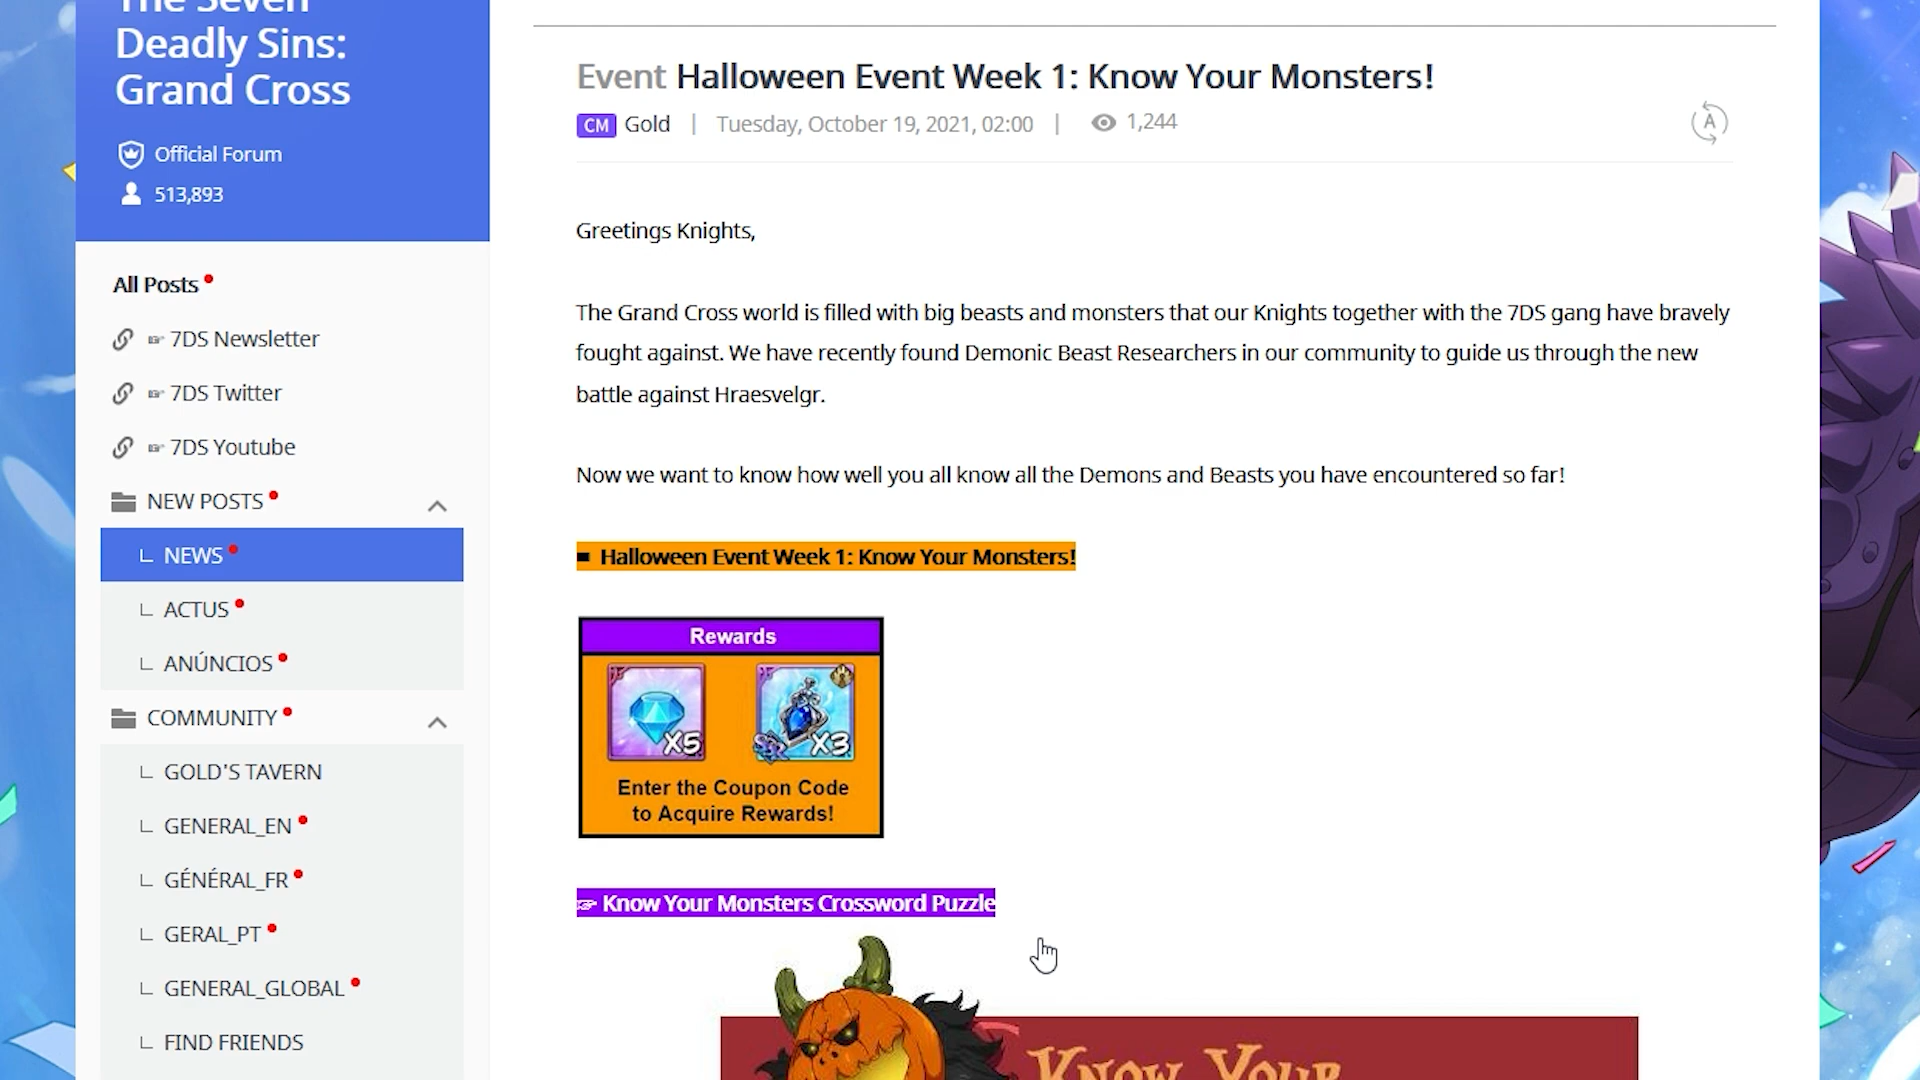 The Seven
Deadly Sins:
Grand Cross
Official Forum
513,893
All Posts
☞ 7DS Newsletter
☞ 7DS Twitter
☞ 7DS Youtube
NEW POSTS
NEWS
ACTUS
ANÚNCIOS
COMMUNITY
GOLD'S TAVERN
GENERAL_EN
GÉNÉRAL_FR
GERAL_PT
GENERAL_GLOBAL
FIND FRIENDS
Event Halloween Event Week 1: Know Your Monsters!
CM Gold | Tuesday, October 19, 2021, 02:00 | 1,244
A
Greetings Knights,
The Grand Cross world is filled with big beasts and monsters that our Knights together with the 7DS gang have bravely
fought against. We have recently found Demonic Beast Researchers in our community to guide us through the new
battle against Hraesvelgr.
Now we want to know how well you all know all the Demons and Beasts you have encountered so far!
■ Halloween Event Week 1: Know Your Monsters!
Rewards
X5 X3
Enter the Coupon Code
to Acquire Rewards!
☞ Know Your Monsters Crossword Puzzle
KNOW YOUR